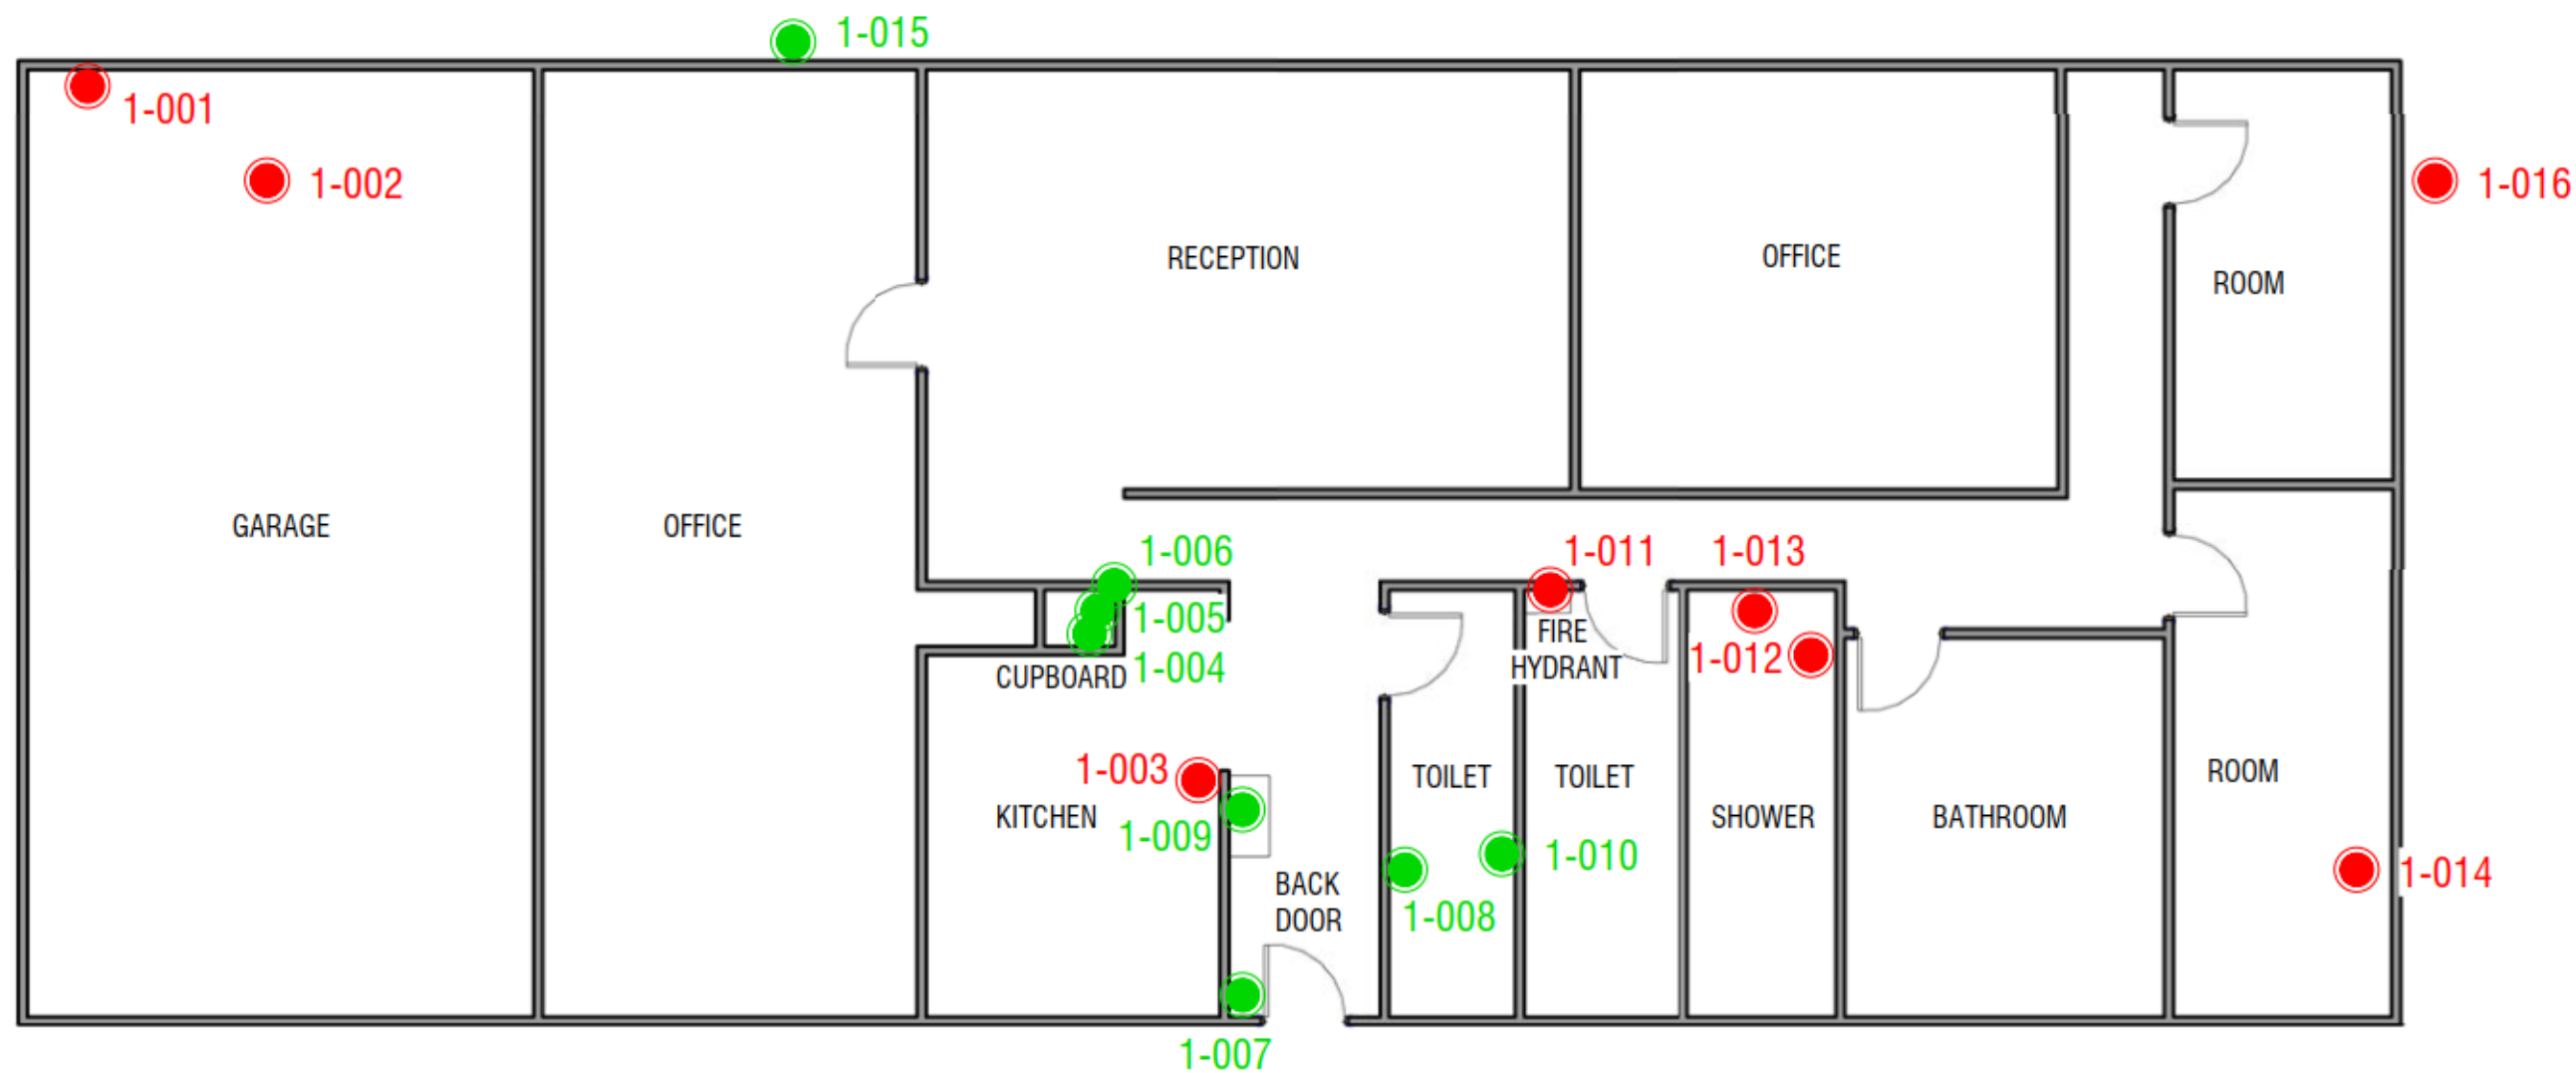 1-015
1-001
1-002
1-016
RECEPTION
OFFICE
ROOM
GARAGE
OFFICE
1-006
1-011
1-013
1-005
FIRE
HYDRANT
1-012
1-004
CUPBOARD
1-003
TOILET
TOILET
ROOM
KITCHEN
1-009
SHOWER
BATHROOM
1-010
1-014
BACK
DOOR
1-008
1-007